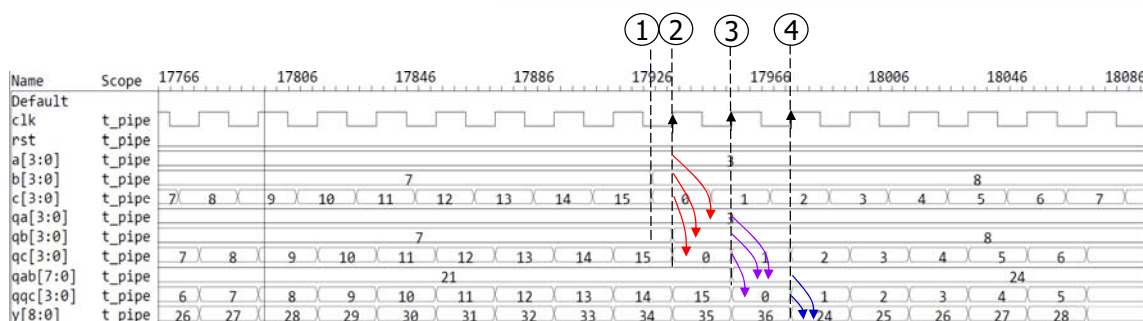 ① ② ③ ④
Name Scope 17766 17806 17846 17886 17926 17966 18006 18046 18086
Default
clk t_pipe
rst t_pipe
a[3:0] t_pipe 3
b[3:0] t_pipe 7 8
c[3:0] t_pipe 7 8 9 10 11 12 13 14 15 0 1 2 3 4 5 6 7
qa[3:0] t_pipe 3
qb[3:0] t_pipe 7 8
qc[3:0] t_pipe 7 8 9 10 11 12 13 14 15 0 1 2 3 4 5 6
qab[7:0] t_pipe 21 24
qqc[3:0] t_pipe 6 7 8 9 10 11 12 13 14 15 0 1 2 3 4 5
y[8:0] t_pipe 26 27 28 29 30 31 32 33 34 35 36 24 25 26 27 28